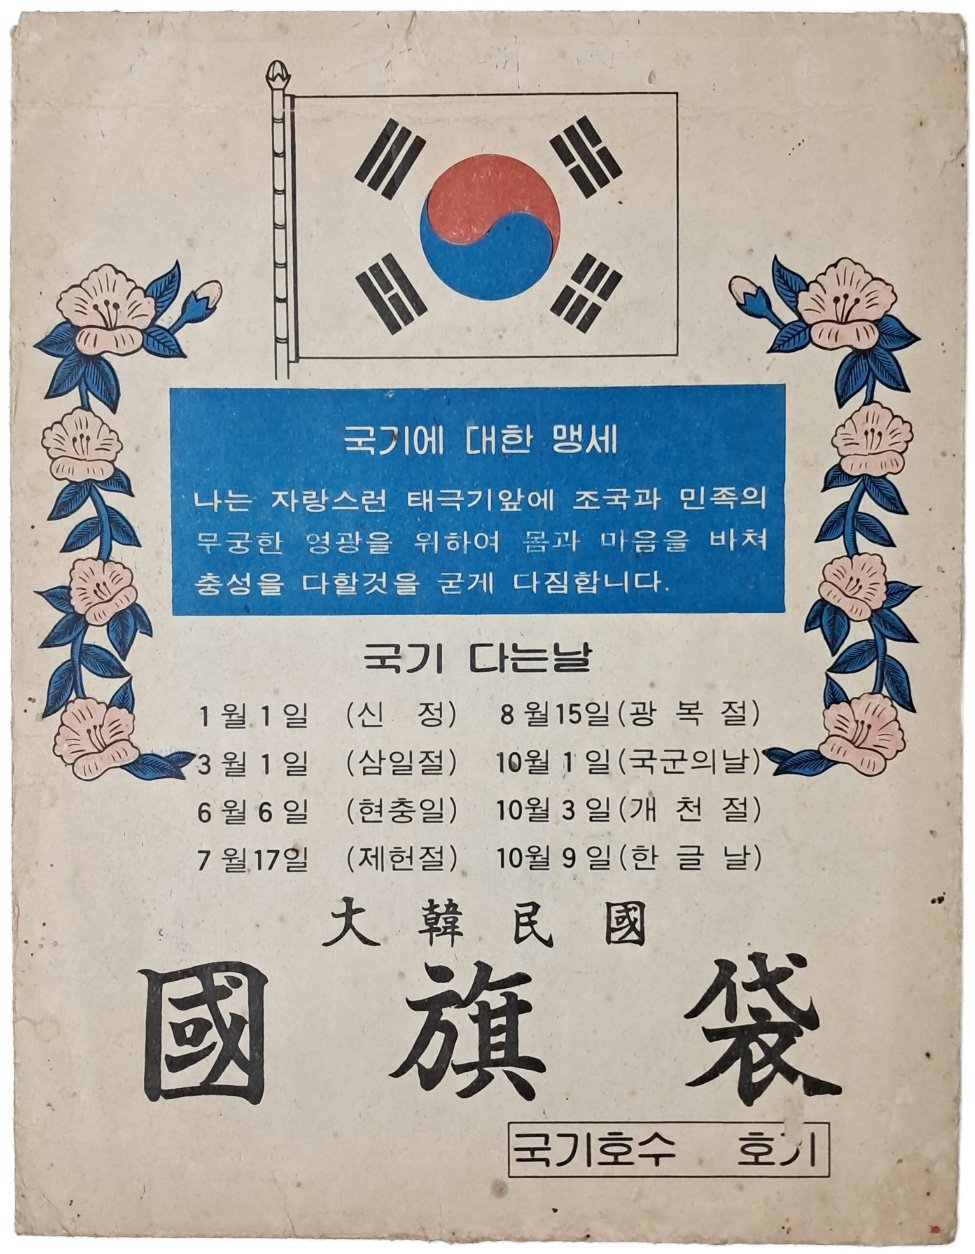 국기에 대한 맹세
나는 자랑스런 태극기앞에 조국과 민족의
무궁한 영광을 위하여 몸과 마음을 바쳐
충성을 다할것을 굳게 다짐합니다.
국기 다는날
1월 1일 (신 정) 8월15일(광 복 절)
3월 1일 (삼일절) 10월 1일(국군의날)
6월 6일 (현충일) 10월 3일(개 천 절)
7월17일 (제헌절) 10월 9일(한 글 날)
大韓民國
國旗袋
국기호수 호기